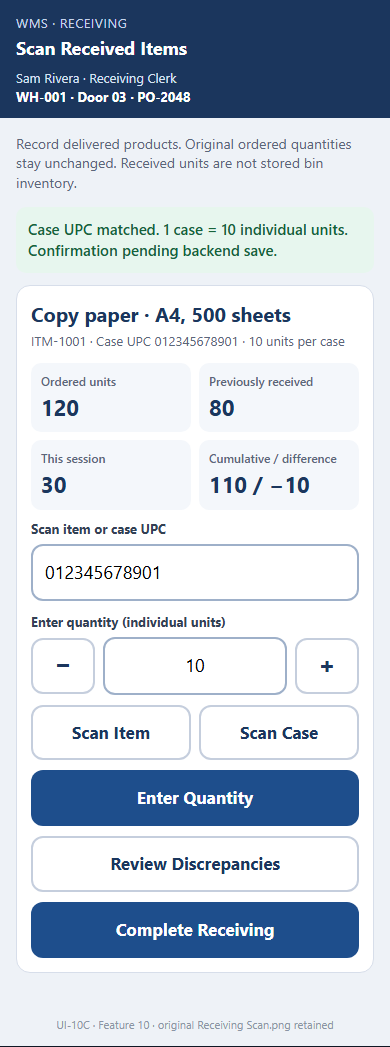 WMS · RECEIVING
Scan Received Items
Sam Rivera · Receiving Clerk
WH-001 · Door 03 · PO-2048
Record delivered products. Original ordered quantities
stay unchanged. Received units are not stored bin
inventory.
Case UPC matched. 1 case = 10 individual units.
Confirmation pending backend save.
Copy paper · A4, 500 sheets
ITM-1001 · Case UPC 012345678901 · 10 units per case
Ordered units
120
Previously received
80
This session
30
Cumulative / difference
110 / −10
Scan item or case UPC
012345678901
Enter quantity (individual units)
− 10 +
Scan Item
Scan Case
Enter Quantity
Review Discrepancies
Complete Receiving
UI-10C · Feature 10 · original Receiving Scan.png retained